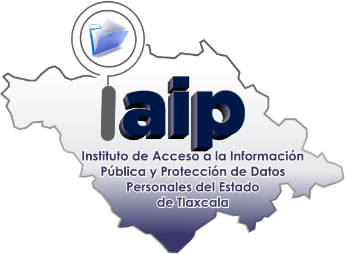 Iaip
Instituto de Acceso a la Información
Pública y Protección de Datos
Personales del Estado
de Tlaxcala